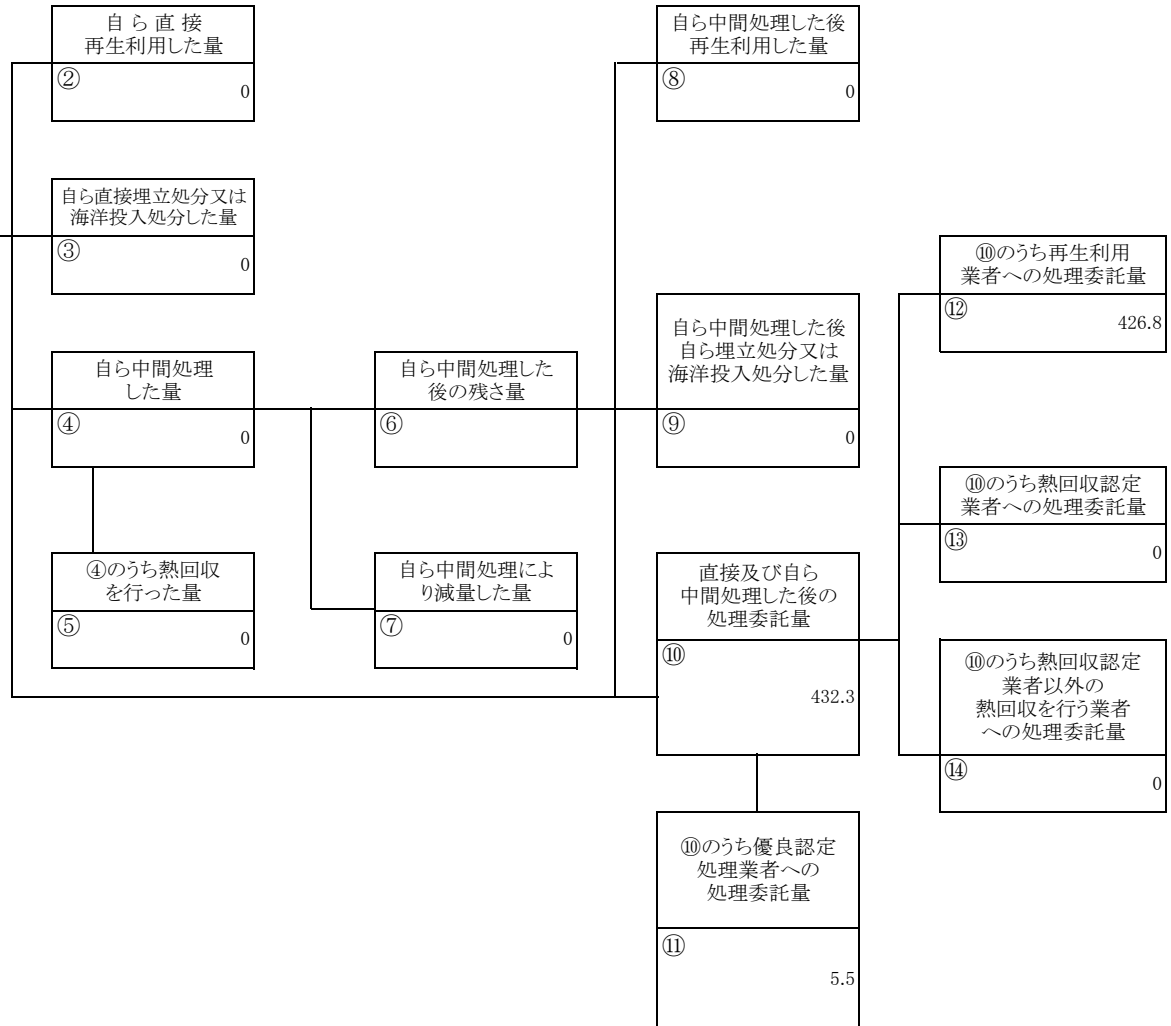 自 ら 直 接
再生利用した量
②
0
自ら直接埋立処分又は
海洋投入処分した量
③
0
自ら中間処理
した量
④
0
④のうち熱回収
を行った量
⑤
0
自ら中間処理した
後の残さ量
⑥
自ら中間処理によ
り減量した量
⑦
0
自ら中間処理した後
再生利用した量
⑧
0
自ら中間処理した後
自ら埋立処分又は
海洋投入処分した量
⑨
0
直接及び自ら
中間処理した後の
処理委託量
⑩
432.3
⑩のうち優良認定
処理業者への
処理委託量
⑪
5.5
⑩のうち再生利用
業者への処理委託量
⑫
426.8
⑩のうち熱回収認定
業者への処理委託量
⑬
0
⑩のうち熱回収認定
業者以外の
熱回収を行う業者
への処理委託量
⑭
0